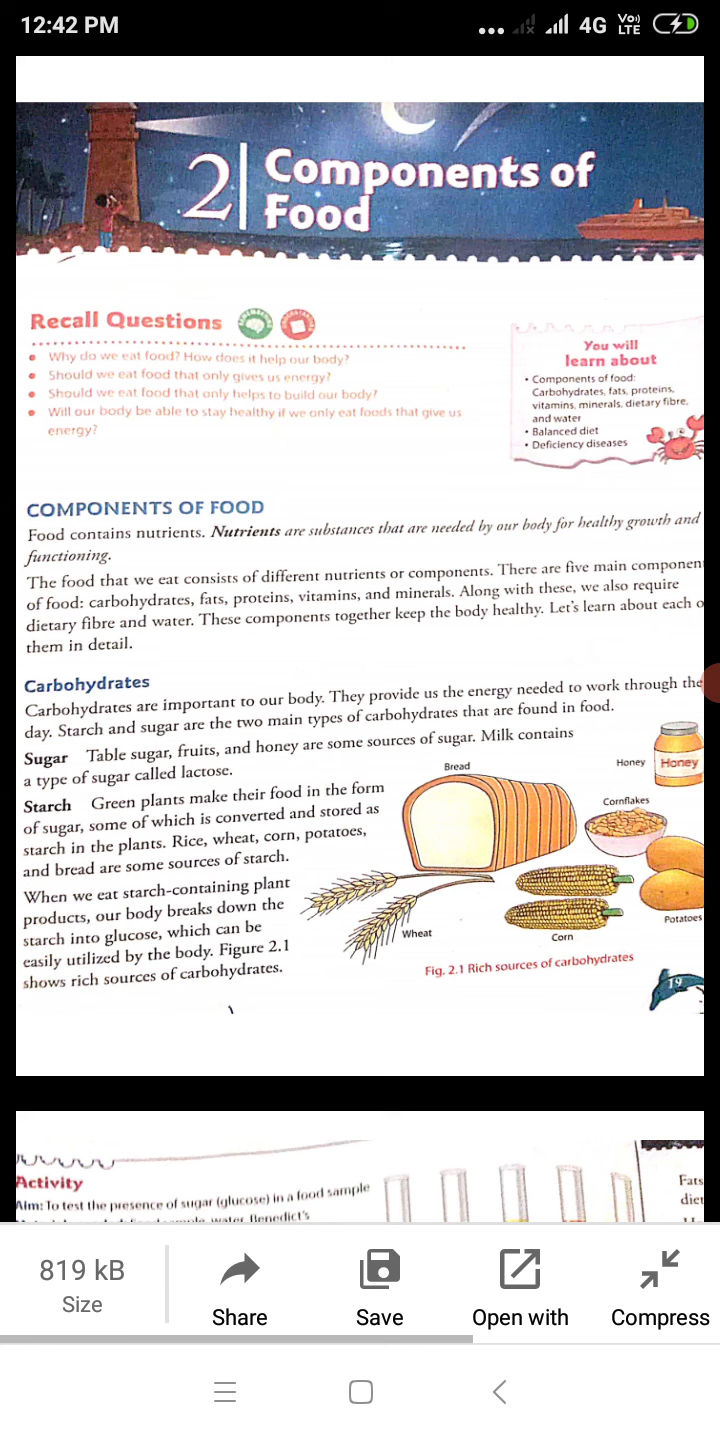 12:42 PM
4G
Vo))
LTE
2
Components of
Food
Recall Questions
• Why do we eat food? How does it help our body?
• Should we eat food that only gives us energy?
• Should we eat food that only helps to build our body?
• Will our body be able to stay healthy if we only eat foods that give us
energy?
You will
learn about
• Components of food:
Carbohydrates, fats, proteins,
vitamins, minerals, dietary fibre,
and water
• Balanced diet
• Deficiency diseases
COMPONENTS OF FOOD
Food contains nutrients. Nutrients are substances that are needed by our body for healthy growth and
functioning.
The food that we eat consists of different nutrients or components. There are five main componen
of food: carbohydrates, fats, proteins, vitamins, and minerals. Along with these, we also require
dietary fibre and water. These components together keep the body healthy. Let's learn about each o
them in detail.
Carbohydrates
Carbohydrates are important to our body. They provide us the energy needed to work through the
day. Starch and sugar are the two main types of carbohydrates that are found in food.
Sugar Table sugar, fruits, and honey are some sources of sugar. Milk contains
a type of sugar called lactose.
Starch Green plants make their food in the form
of sugar, some of which is converted and stored as
starch in the plants. Rice, wheat, corn, potatoes,
and bread are some sources of starch.
When we eat starch-containing plant
products, our body breaks down the
starch into glucose, which can be
easily utilized by the body. Figure 2.1
shows rich sources of carbohydrates.
Bread
Honey
Honey
Cornflakes
Wheat
Corn
Potatoes
Fig. 2.1 Rich sources of carbohydrates
19
Activity
Aim: To test the presence of sugar (glucose) in a food sample
water, Benedict's
Fats
diet
819 kB
Size
Share
Save
Open with
Compress